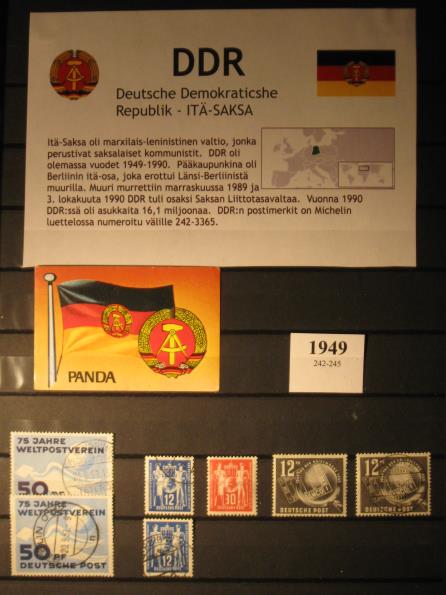 DDR
Deutsche Demokraticshe
Republik - ITÄ-SAKSA
Itä-Saksa oli marxilais-leninistinen valtio, jonka
perustivat saksalaiset kommunistit. DDR oli
olemassa vuodet 1949-1990. Pääkaupunkina oli
Berliinin itä-osa, joka erottui Länsi-Berliinistä
muurilla. Muuri murrettiin marraskuussa 1989 ja
3. lokakuuta 1990 DDR tuli osaksi Saksan Liittotasavaltaa. Vuonna 1990
DDR:ssä oli asukkaita 16,1 miljoonaa. DDR:n postimerkit on Michelin
luettelossa numeroitu välille 242-3365.
PANDA
1949
242-245
75 JAHRE
WELTPOSTVEREIN
50 PF
75 JAHRE
WELTPOSTVEREIN
50 PF
DEUTSCHE POST
12
30
12
DEUTSCHE POST
12
DEUTSCHE POST
12